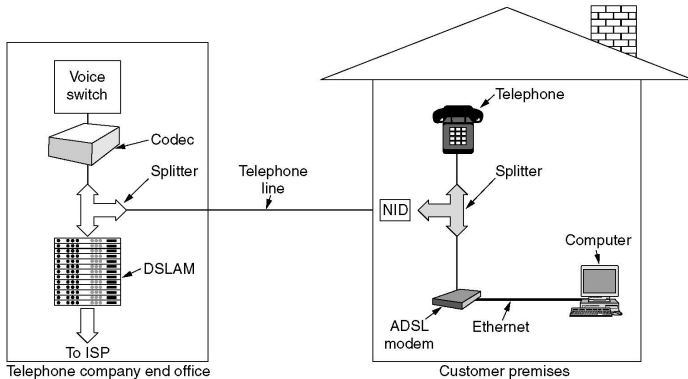 Voice
switch
Codec
Splitter
DSLAM
To ISP
Telephone company end office
Telephone
line
Telephone
NID
Splitter
Computer
ADSL
modem
Ethernet
Customer premises